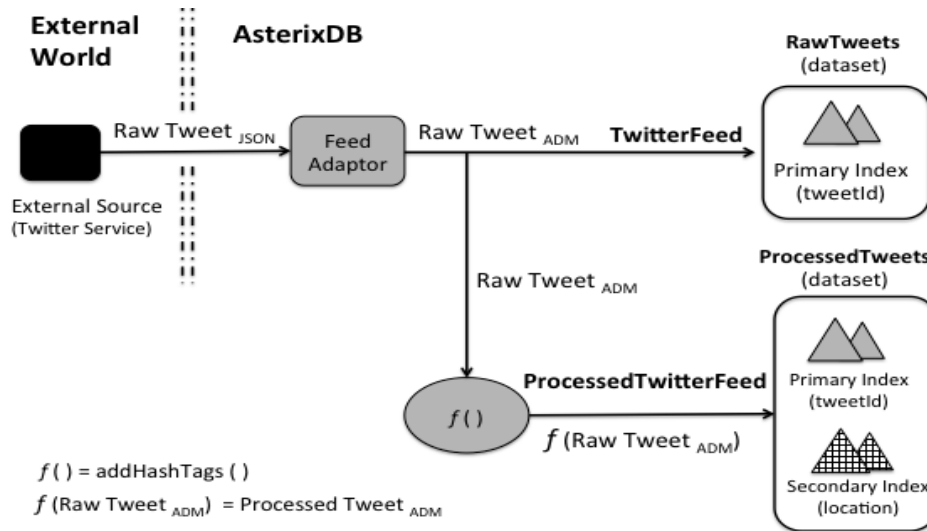 External World
AsterixDB
RawTweets
(dataset)
Raw Tweet JSON
Feed
Adaptor
Raw Tweet ADM
TwitterFeed
Primary Index
(tweetId)
External Source
(Twitter Service)
Raw Tweet ADM
ProcessedTweets
(dataset)
Primary Index
(tweetId)
ProcessedTwitterFeed
f ( )
f (Raw Tweet ADM)
Secondary Index
(location)
f ( ) = addHashTags ( )
f (Raw Tweet ADM) = Processed Tweet ADM